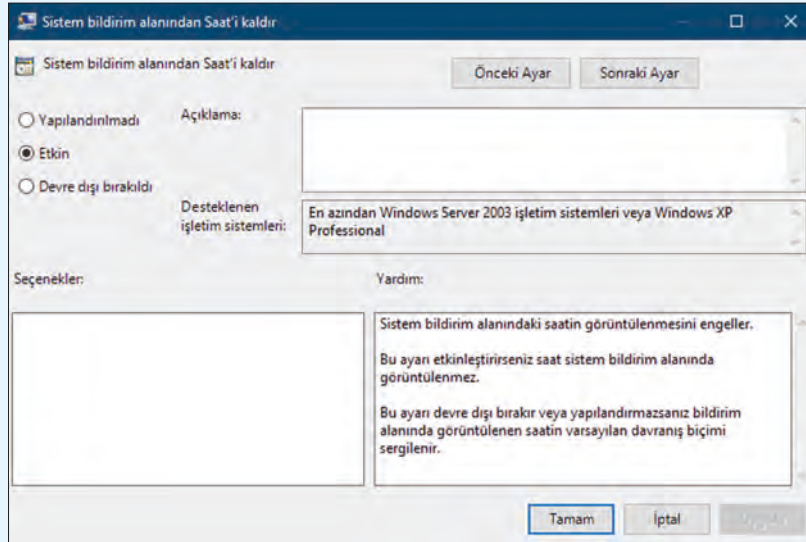 Sistem bildirim alanından Saat'i kaldır
Sistem bildirim alanından Saat'i kaldır
Önceki Ayar
Sonraki Ayar
Yapılandırılmadı
Etkin
Devre dışı bırakıldı
Açıklama:
Desteklenen
işletim sistemleri:
En azından Windows Server 2003 işletim sistemleri veya Windows XP
Professional
Seçenekler:
Yardım:
Sistem bildirim alanındaki saatin görüntülenmesini engeller.
Bu ayarı etkinleştirirseniz saat sistem bildirim alanında
görüntülenmez.
Bu ayarı devre dışı bırakır veya yapılandırmazsanız bildirim
alanında görüntülenen saatin varsayılan davranış biçimi
sergilenir.
Tamam
İptal